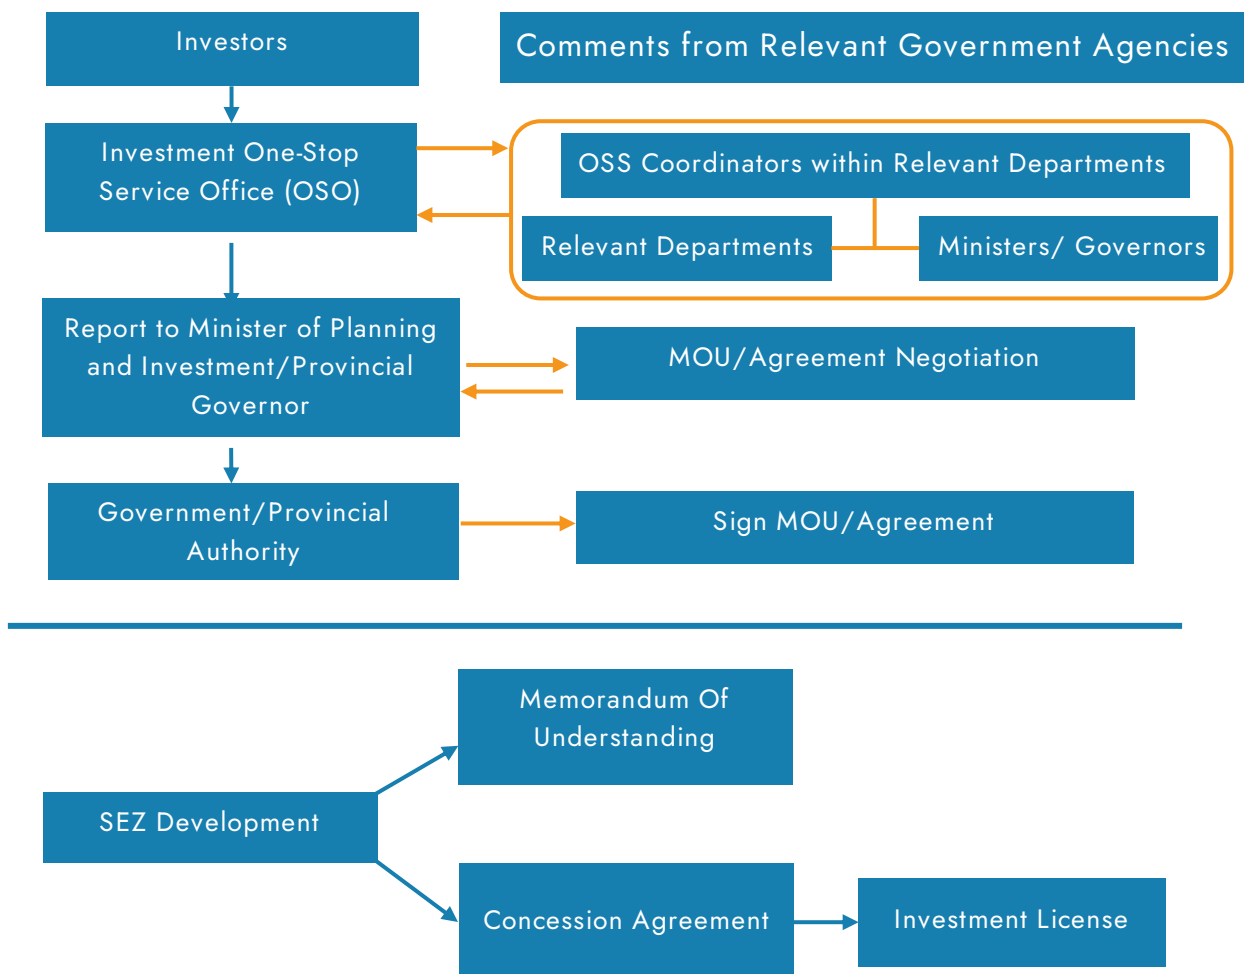 Investors
Comments from Relevant Government Agencies
Investment One-Stop
Service Office (OSO)
OSS Coordinators within Relevant Departments
Relevant Departments
Ministers/ Governors
Report to Minister of Planning
and Investment/Provincial
Governor
MOU/Agreement Negotiation
Government/Provincial
Authority
Sign MOU/Agreement
Memorandum Of
Understanding
SEZ Development
Concession Agreement
Investment License